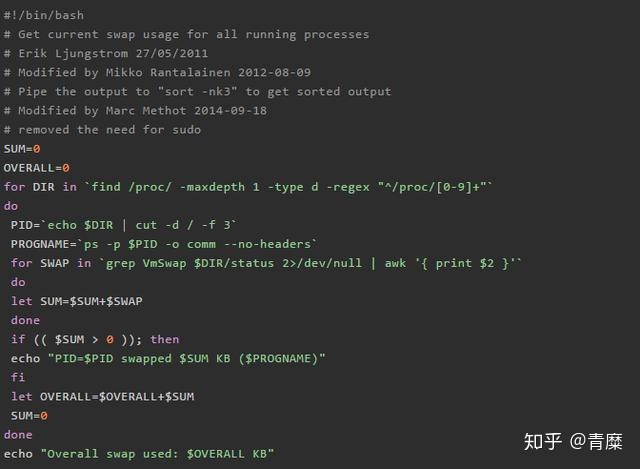 #!/bin/bash
# Get current swap usage for all running processes
# Erik Ljungstrom 27/05/2011
# Modified by Mikko Rantalainen 2012-08-09
# Pipe the output to "sort -nk3" to get sorted output
# Modified by Marc Methot 2014-09-18
# removed the need for sudo
SUM=0
OVERALL=0
for DIR in `find /proc/ -maxdepth 1 -type d -regex "^/proc/[0-9]+"`
do
 PID=`echo $DIR | cut -d / -f 3`
 PROGNAME=`ps -p $PID -o comm --no-headers`
 for SWAP in `grep VmSwap $DIR/status 2>/dev/null | awk '{ print $2 }'`
 do
 let SUM=$SUM+$SWAP
 done
 if (( $SUM > 0 )); then
 echo "PID=$PID swapped $SUM KB ($PROGNAME)"
 fi
 let OVERALL=$OVERALL+$SUM
 SUM=0
done
echo "Overall swap used: $OVERALL KB"
知乎 @青糜